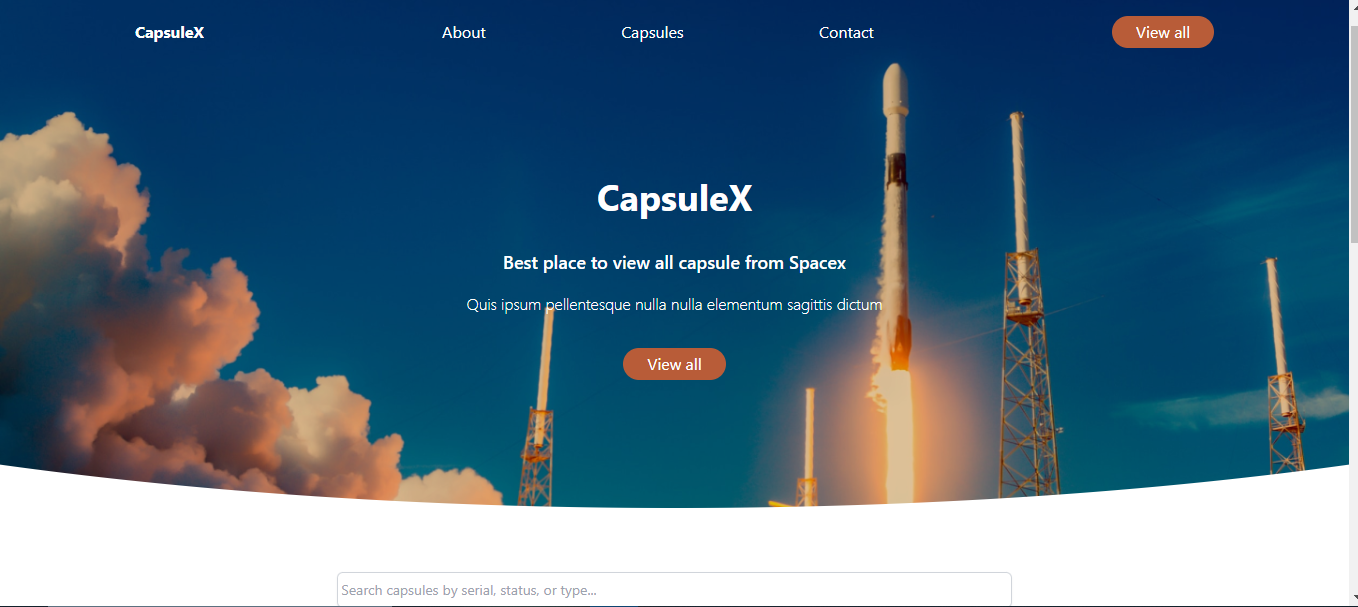 CapsuleX
About
Capsules
Contact
View all
CapsuleX
Best place to view all capsule from Spacex
Quis ipsum pellentesque nulla nulla elementum sagittis dictum
View all
Search capsules by serial, status, or type...